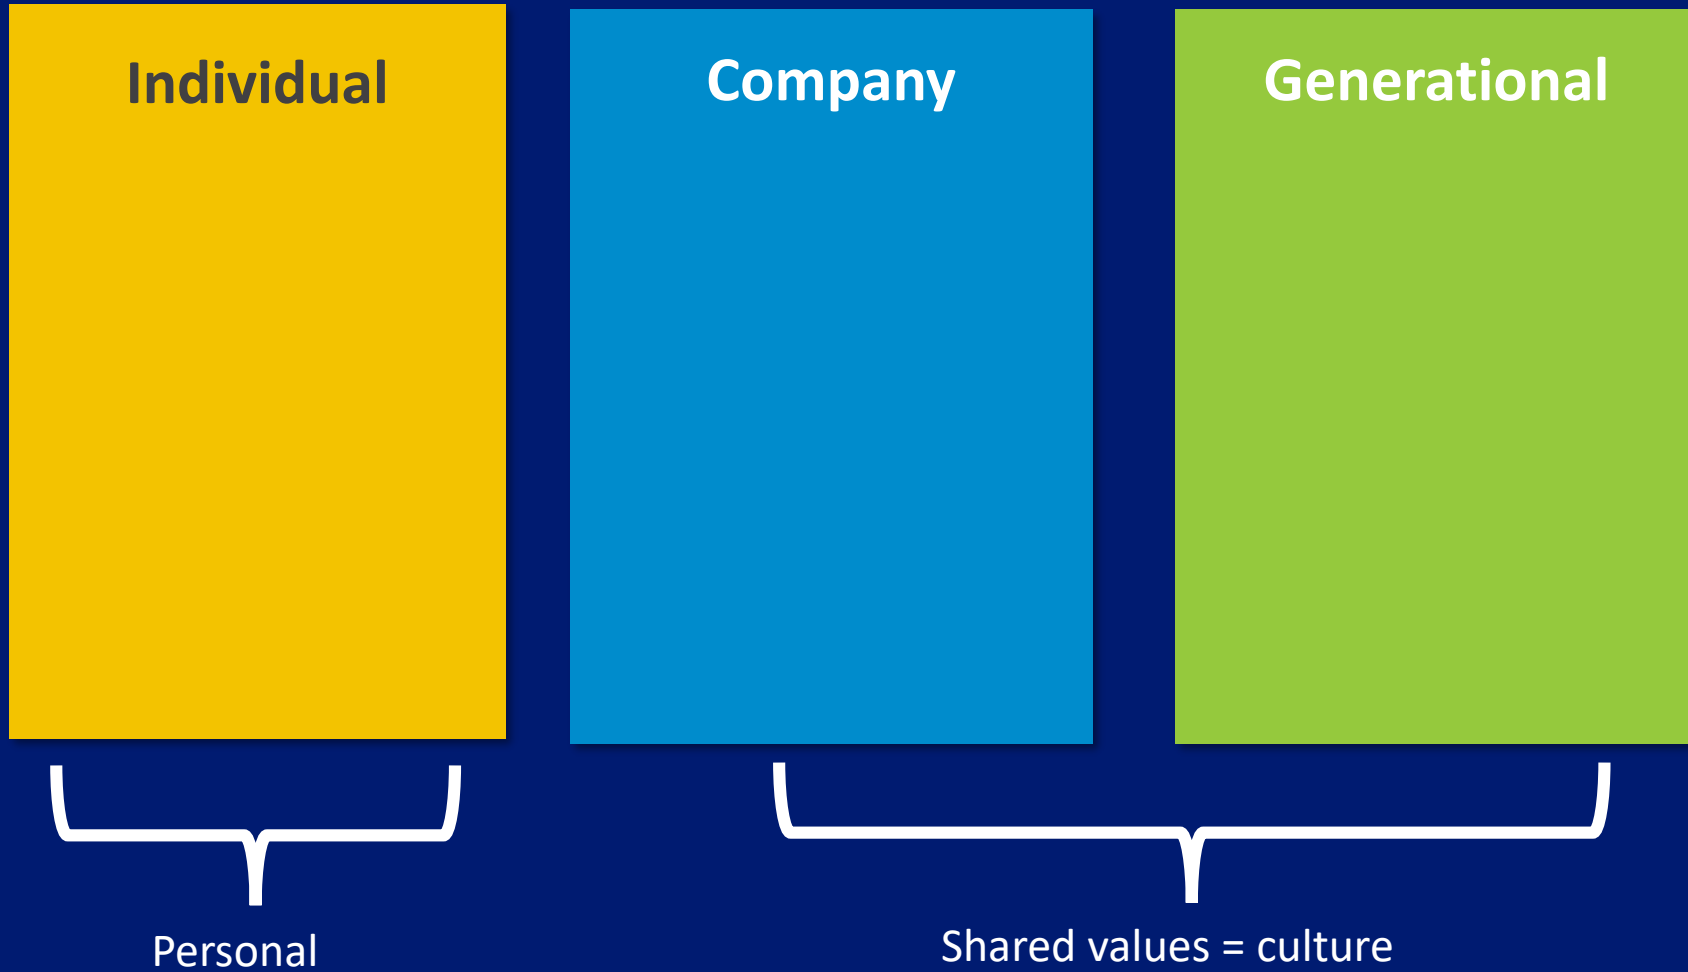 Individual
Company
Generational
Personal
Shared values = culture